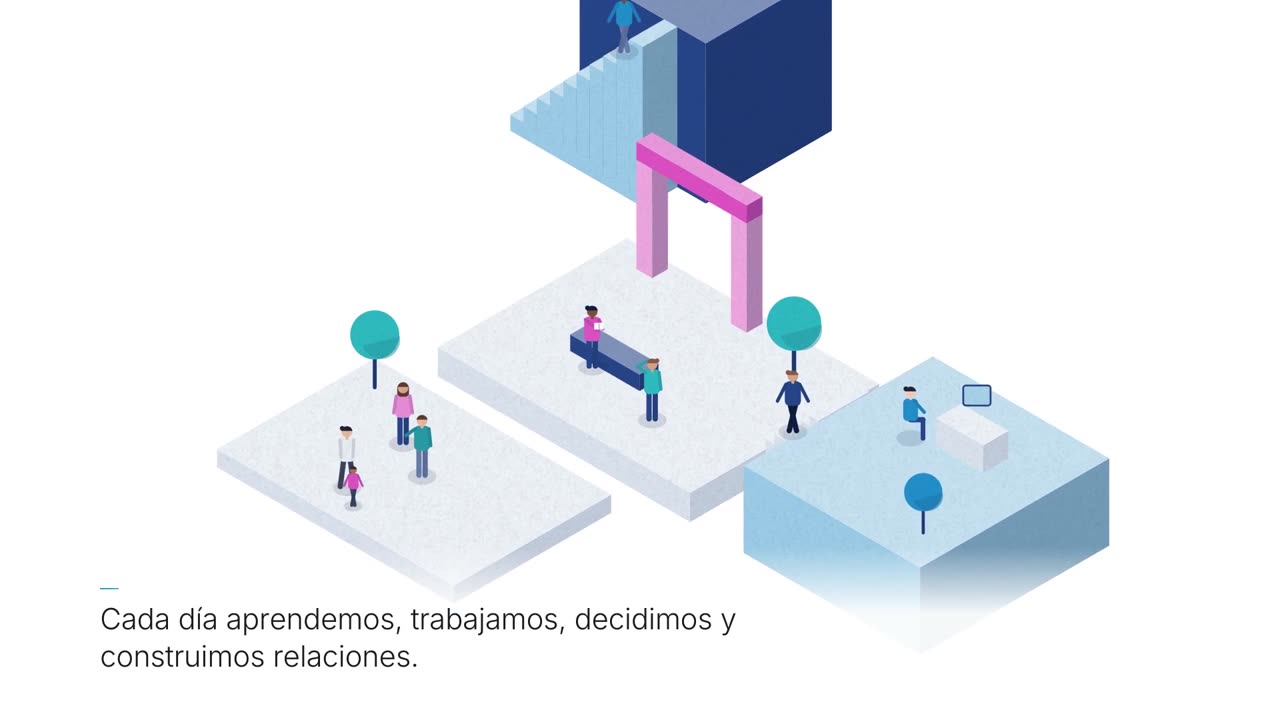 Cada día aprendemos, trabajamos, decidimos y
construimos relaciones.